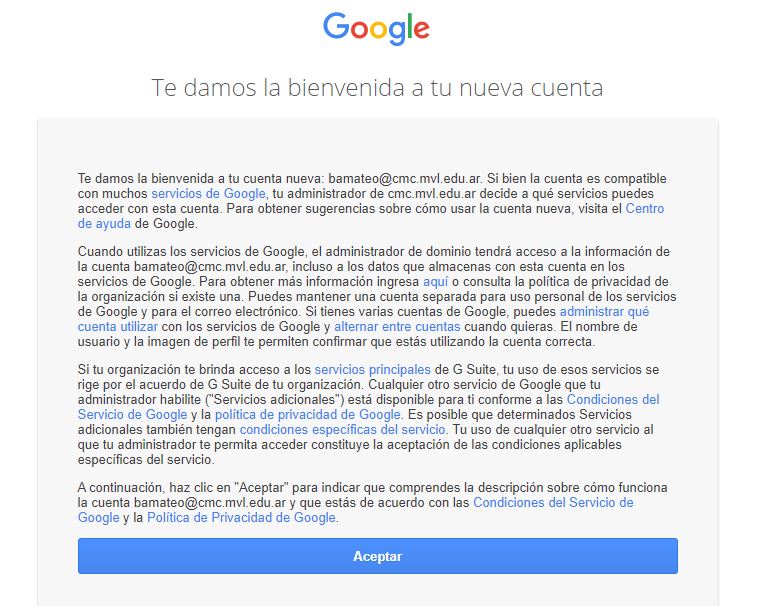 Google
Te damos la bienvenida a tu nueva cuenta
Te damos la bienvenida a tu cuenta nueva: bamateo@cmc.mvl.edu.ar. Si bien la cuenta es compatible
con muchos servicios de Google, tu administrador de cmc.mvl.edu.ar decide a qué servicios puedes
acceder con esta cuenta. Para obtener sugerencias sobre cómo usar la cuenta nueva, visita el Centro
de ayuda de Google.
Cuando utilizas los servicios de Google, el administrador de dominio tendrá acceso a la información de
la cuenta bamateo@cmc.mvl.edu.ar, incluso a los datos que almacenas con esta cuenta en los
servicios de Google. Para obtener más información ingresa aquí o consulta la política de privacidad de
la organización si existe una. Puedes mantener una cuenta separada para uso personal de los servicios
de Google y para el correo electrónico. Si tienes varias cuentas de Google, puedes administrar qué
cuenta utilizar con los servicios de Google y alternar entre cuentas cuando quieras. El nombre de
usuario y la imagen de perfil te permiten confirmar que estás utilizando la cuenta correcta.
Si tu organización te brinda acceso a los servicios principales de G Suite, tu uso de esos servicios se
rige por el acuerdo de G Suite de tu organización. Cualquier otro servicio de Google que tu
administrador habilite ("Servicios adicionales") está disponible para ti conforme a las Condiciones del
Servicio de Google y la política de privacidad de Google. Es posible que determinados Servicios
adicionales también tengan condiciones específicas del servicio. Tu uso de cualquier otro servicio al
que tu administrador te permita acceder constituye la aceptación de las condiciones aplicables
específicas del servicio.
A continuación, haz clic en "Aceptar" para indicar que comprendes la descripción sobre cómo funciona
la cuenta bamateo@cmc.mvl.edu.ar y que estás de acuerdo con las Condiciones del Servicio de
Google y la Política de Privacidad de Google.
Aceptar